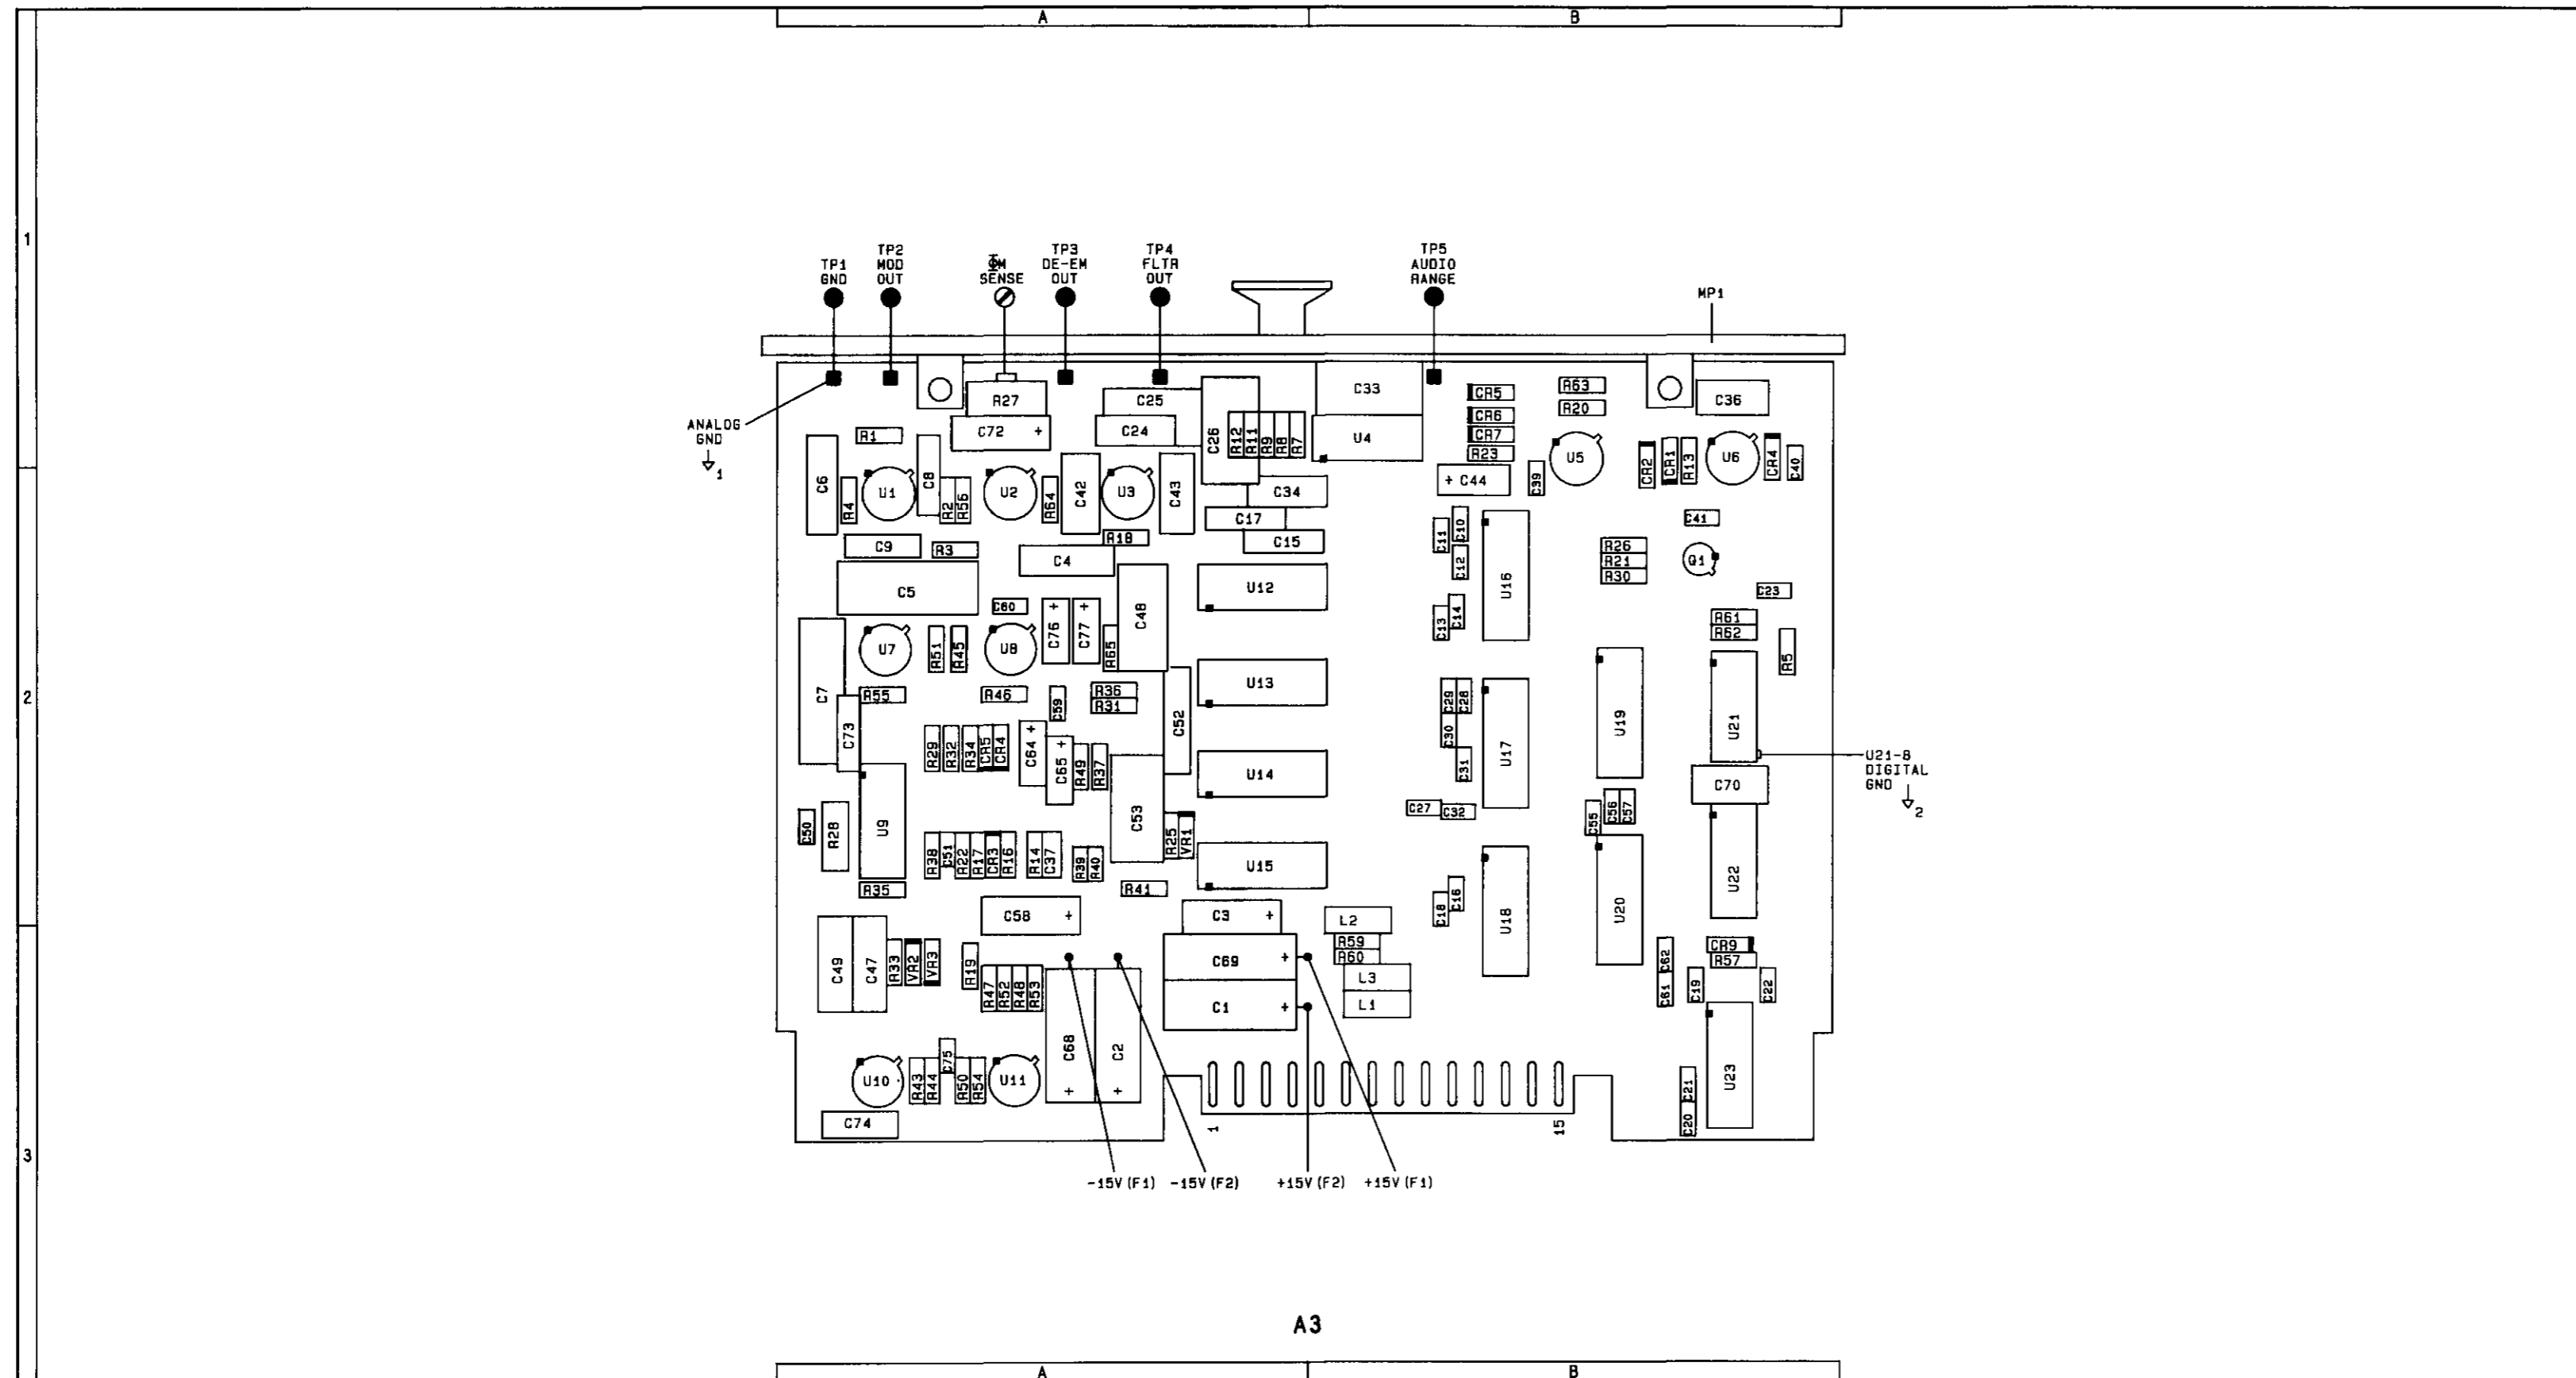 A B
1
TP1
GND
TP2
MOD
OUT
SENSE
TP3
DE-EM
OUT
TP4
FLTR
OUT
TP5
AUDIO
RANGE
MP1
ANALOG
GND
1
R27 C25 C33 CR5 R63 C36
C72 + C24 C26 R12 R11 R9 R8 R7 U4 CR6 R20
R1 CR7
R23
C6 R4 U1 C8 R2 R56 U2 R64 C42 U3 C43 C34 + C44 C39 U5 CR2 CR1 R13 U6 CR4 C40
C17 C11 C10 C41
C9 R3 R18 C15
C4 C12 U16 R26
R21
R30
Q1
C5 U12 C23
C60 C76 + C77 + C48 C13 C14 R61
R62
2
C7 U7 R51 R45 U8 R65 R5
R55 R46 C59 R36
R31
U13 C29 C28 U19 U21
C73 R29 R32 R34 CR5 CR4 C64 + C65 + R49 R37 C52 C30 C31 U17
U14 C70
U21-8
DIGITAL
GND
2
C50 R28 U9 C53 R25 VR1 C27 C32 C55 C56 C57
R38 C51 R22 R17 CR3 R16 R14 C37 R39 R40 U15 U22
R35 R41 C18 C16 U18 U20
C58 + C3 + L2
C49 C47 R33 VR2 VR3 R19 C69 + R59
R60
C62 CR9
R57
R47 R52 R48 R53 C1 + L3
L1
C61 C19 C22
U10 R43 R44 C75 R50 R54 U11 C68 + C2 + C21 U23
C74 C20
1 15
3
-15V(F1) -15V(F2) +15V(F2) +15V(F1)
A3
A B